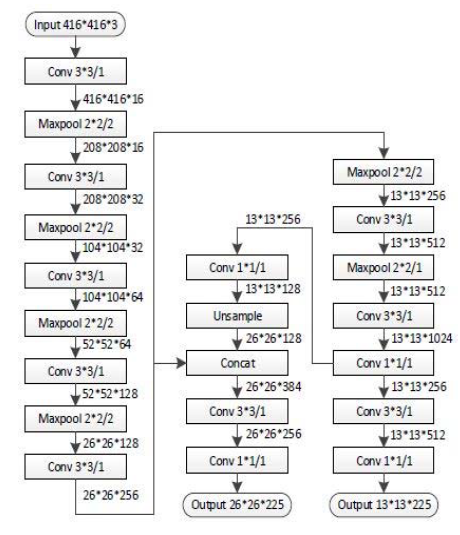 Input 416*416*3
Conv 3*3/1
416*416*16
Maxpool 2*2/2
208*208*16
Conv 3*3/1
208*208*32
Maxpool 2*2/2
104*104*32
Conv 3*3/1
104*104*64
Maxpool 2*2/2
52*52*64
Conv 3*3/1
52*52*128
Maxpool 2*2/2
26*26*128
Conv 3*3/1
26*26*256
13*13*256
Conv 1*1/1
13*13*128
Unsample
26*26*128
Concat
26*26*384
Conv 3*3/1
26*26*256
Conv 1*1/1
Output 26*26*225
Maxpool 2*2/2
13*13*256
Conv 3*3/1
13*13*512
Maxpool 2*2/1
13*13*512
Conv 3*3/1
13*13*1024
Conv 1*1/1
13*13*256
Conv 3*3/1
13*13*512
Conv 1*1/1
Output 13*13*225